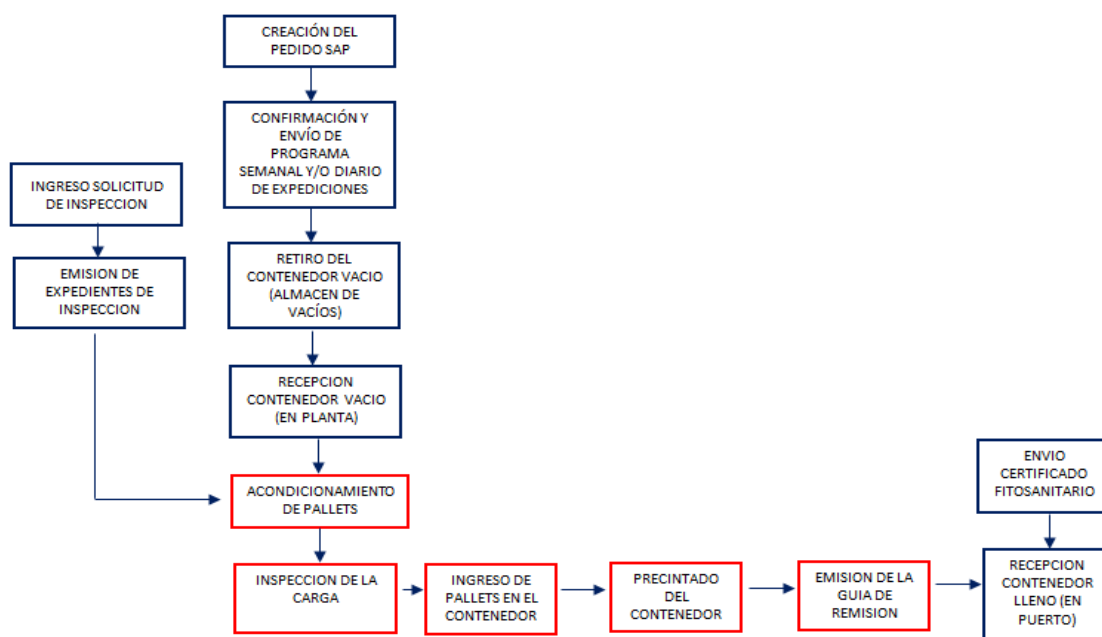 CREACIÓN DEL
PEDIDO SAP
CONFIRMACIÓN Y
ENVÍO DE
PROGRAMA
SEMANAL Y/O DIARIO
DE EXPEDICIONES
INGRESO SOLICITUD
DE INSPECCION
EMISION DE
EXPEDIENTES DE
INSPECCION
RETIRO DEL
CONTENEDOR VACIO
(ALMACEN DE
VACÍOS)
RECEPCION
CONTENEDOR VACIO
(EN PLANTA)
ACONDICIONAMIENTO
DE PALLETS
INSPECCION DE LA
CARGA
INGRESO DE
PALLETS EN EL
CONTENEDOR
PRECINTADO
DEL
CONTENEDOR
EMISION DE LA
GUIA DE
REMISION
ENVIO
CERTIFICADO
FITOSANITARIO
RECEPCION
CONTENEDOR
LLENO (EN
PUERTO)